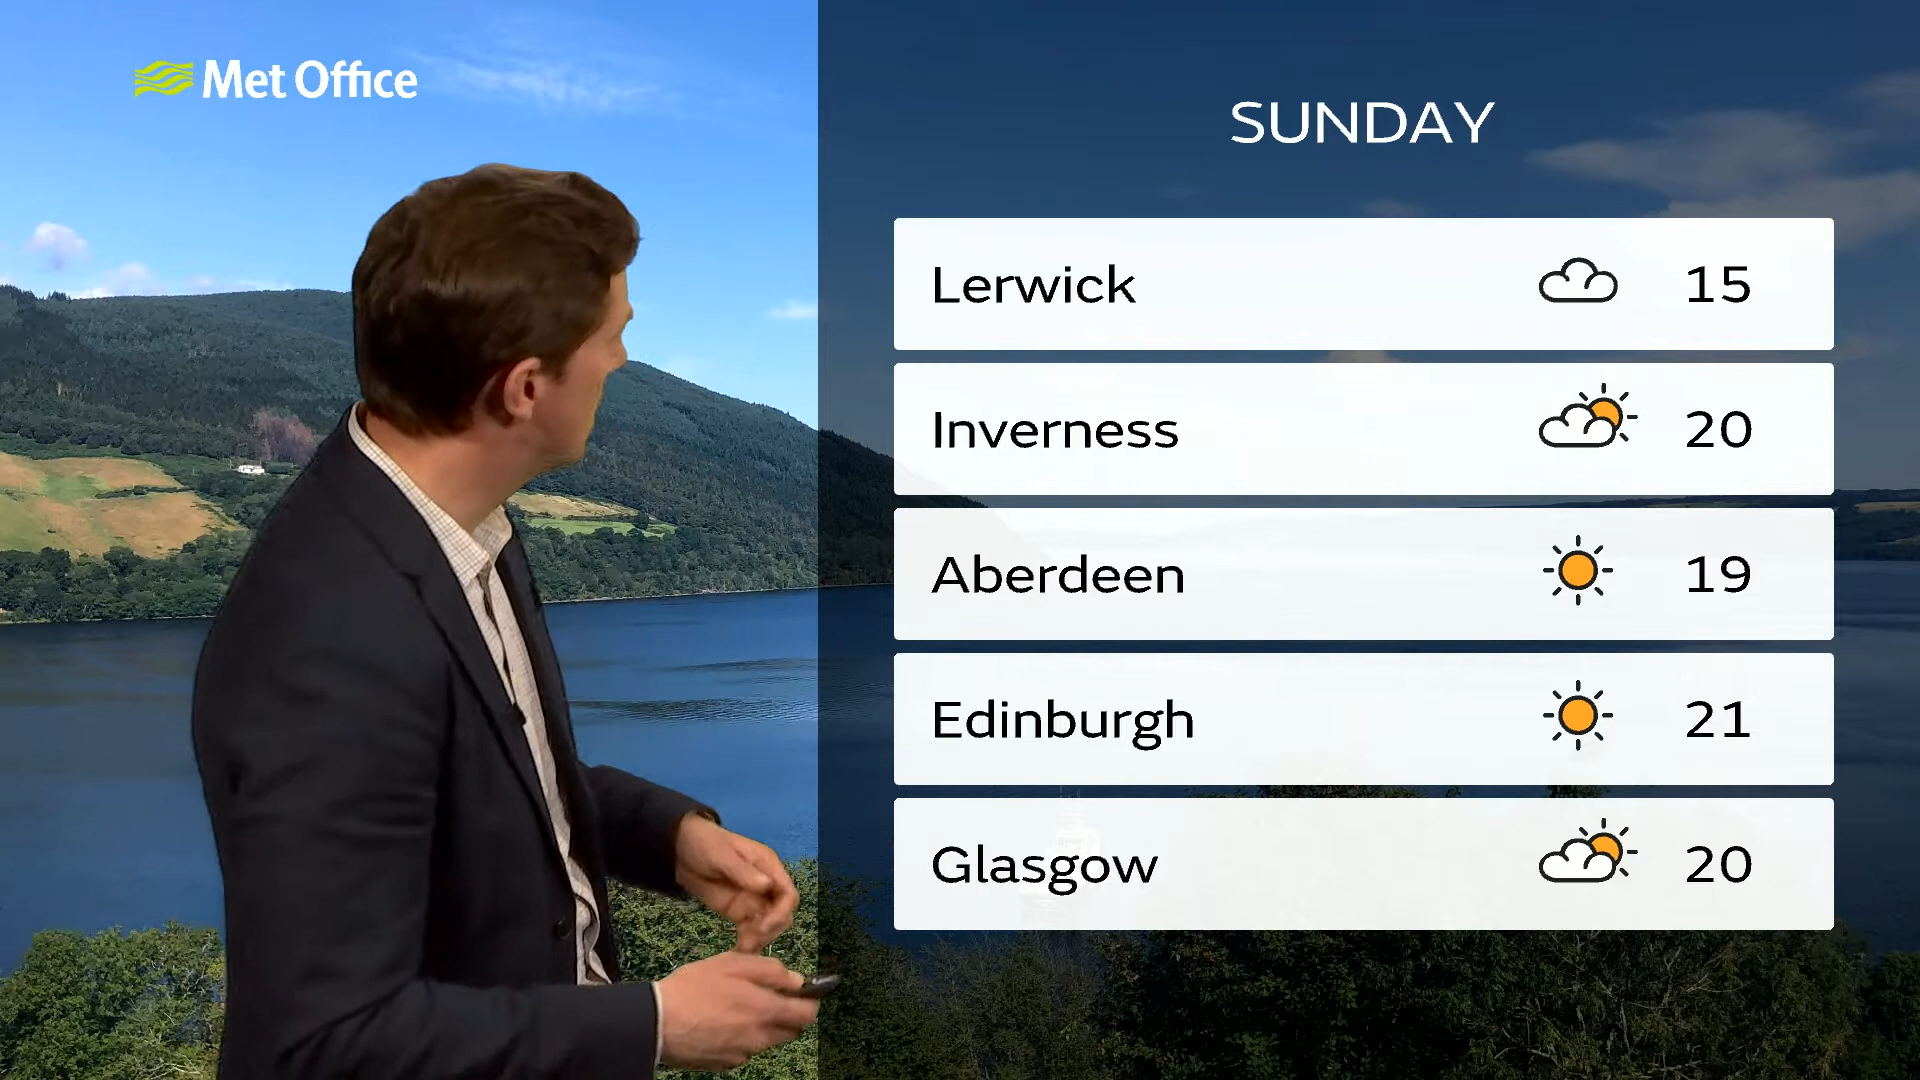 Met Office
SUNDAY
Lerwick 15
Inverness 20
Aberdeen 19
Edinburgh 21
Glasgow 20